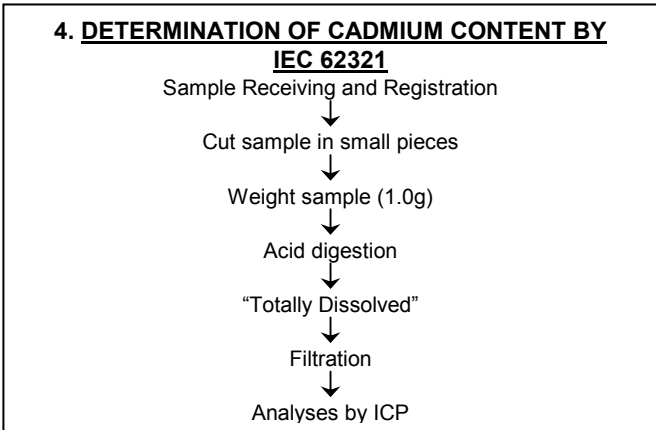 4. DETERMINATION OF CADMIUM CONTENT BY
IEC 62321
Sample Receiving and Registration
Cut sample in small pieces
Weight sample (1.0g)
Acid digestion
“Totally Dissolved”
Filtration
Analyses by ICP